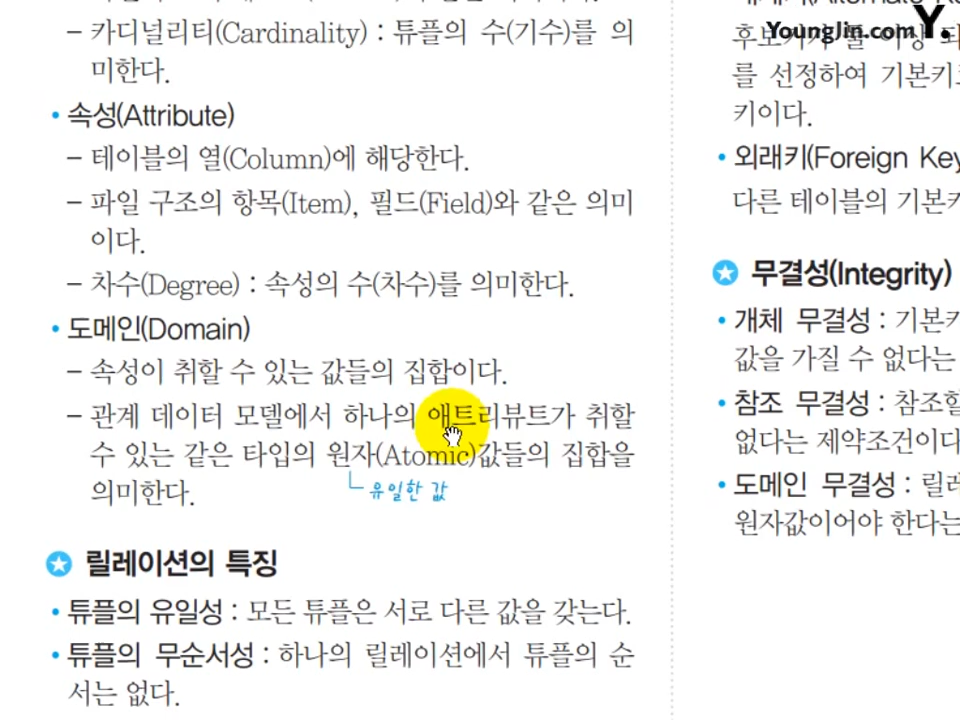 – 카디널리티(Cardinality) : 튜플의 수(기수)를 의
미한다.
• 속성(Attribute)
– 테이블의 열(Column)에 해당한다.
– 파일 구조의 항목(Item), 필드(Field)와 같은 의미
이다.
– 차수(Degree) : 속성의 수(차수)를 의미한다.
• 도메인(Domain)
– 속성이 취할 수 있는 값들의 집합이다.
– 관계 데이터 모델에서 하나의 애트리뷰트가 취할
수 있는 같은 타입의 원자(Atomic)값들의 집합을
의미한다.
유일한 값
릴레이션의 특징
• 튜플의 유일성 : 모든 튜플은 서로 다른 값을 갖는다.
• 튜플의 무순서성 : 하나의 릴레이션에서 튜플의 순
서는 없다.
YoungJin.com Y.
를 선정하여 기본키로
키이다.
• 외래키(Foreign Key
다른 테이블의 기본키
무결성(Integrity)
• 개체 무결성 : 기본키
값을 가질 수 없다는
• 참조 무결성 : 참조할
없다는 제약조건이다
• 도메인 무결성 : 릴레
원자값이어야 한다는